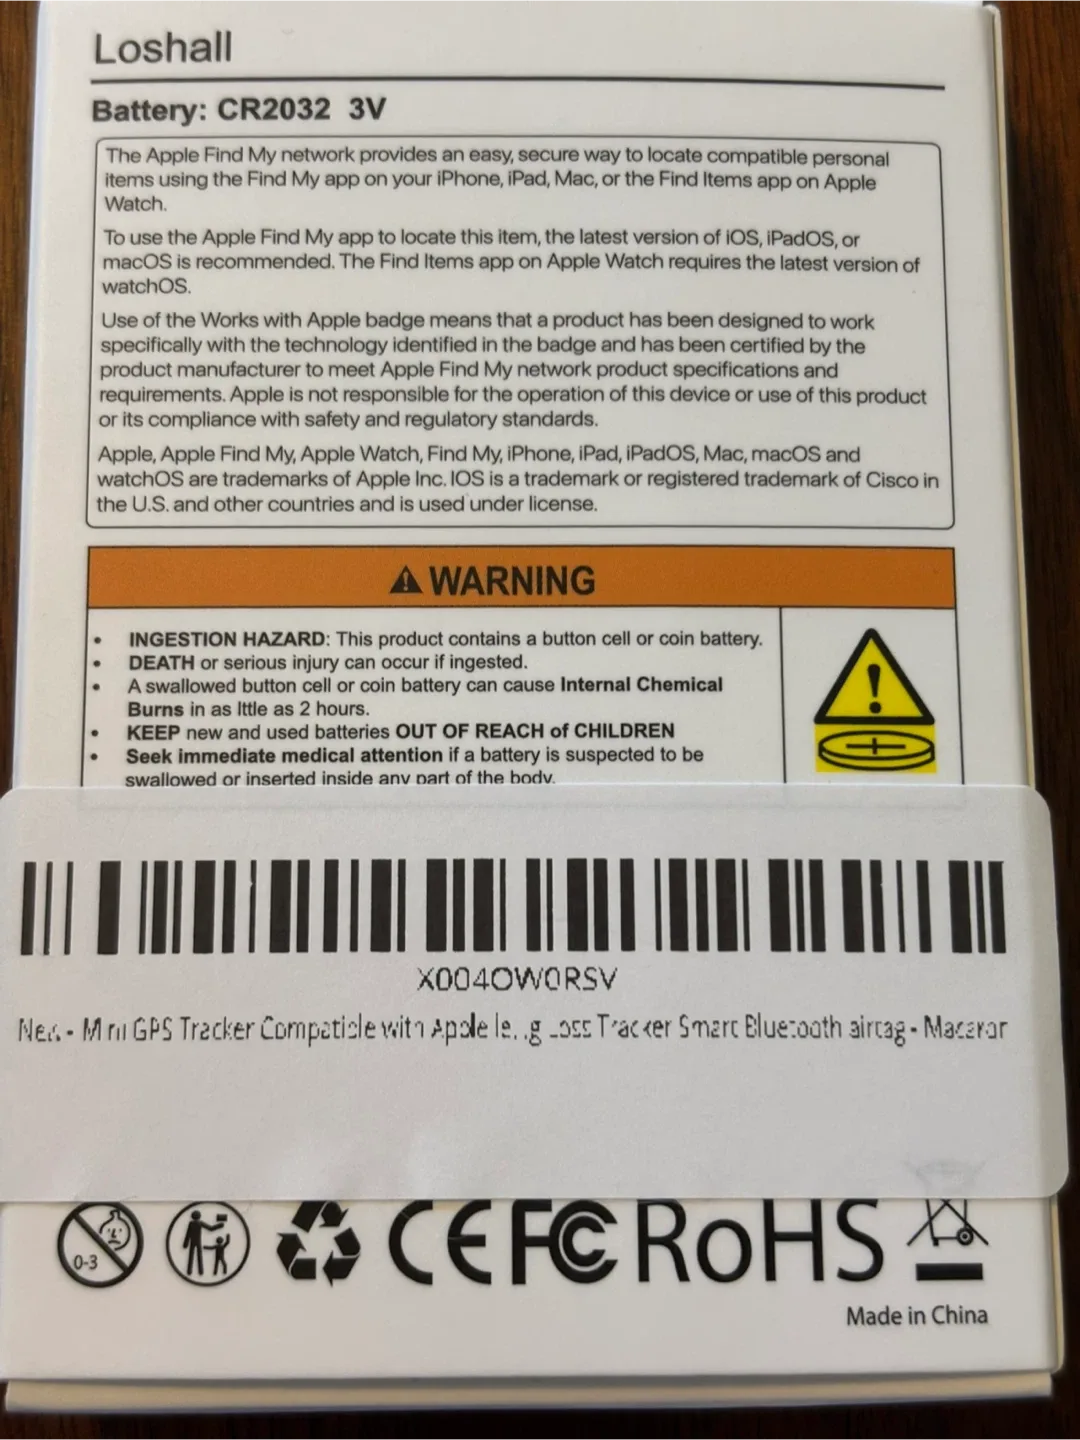 Loshall
Battery: CR2032 3V
The Apple Find My network provides an easy, secure way to locate compatible personal
items using the Find My app on your iPhone, iPad, Mac, or the Find Items app on Apple
Watch.
To use the Apple Find My app to locate this item, the latest version of iOS, iPadOS, or
macOS is recommended. The Find Items app on Apple Watch requires the latest version of
watchOS.
Use of the Works with Apple badge means that a product has been designed to work
specifically with the technology identified in the badge and has been certified by the
product manufacturer to meet Apple Find My network product specifications and
requirements. Apple is not responsible for the operation of this device or use of this product
or its compliance with safety and regulatory standards.
Apple, Apple Find My, Apple Watch, Find My, iPhone, iPad, iPadOS, Mac, macOS and
watchOS are trademarks of Apple Inc. IOS is a trademark or registered trademark of Cisco in
the U.S. and other countries and is used under license.
WARNING
• INGESTION HAZARD: This product contains a button cell or coin battery.
• DEATH or serious injury can occur if ingested.
• A swallowed button cell or coin battery can cause Internal Chemical
Burns in as lttle as 2 hours.
• KEEP new and used batteries OUT OF REACH of CHILDREN
• Seek immediate medical attention if a battery is suspected to be
swallowed or inserted inside any part of the body.
X004OW0RSV
- Mini GPS Tracker Compatible with Apple Loss Tracker Smart Bluetooth airtag -
0-3
CE FC RoHS
Made in China